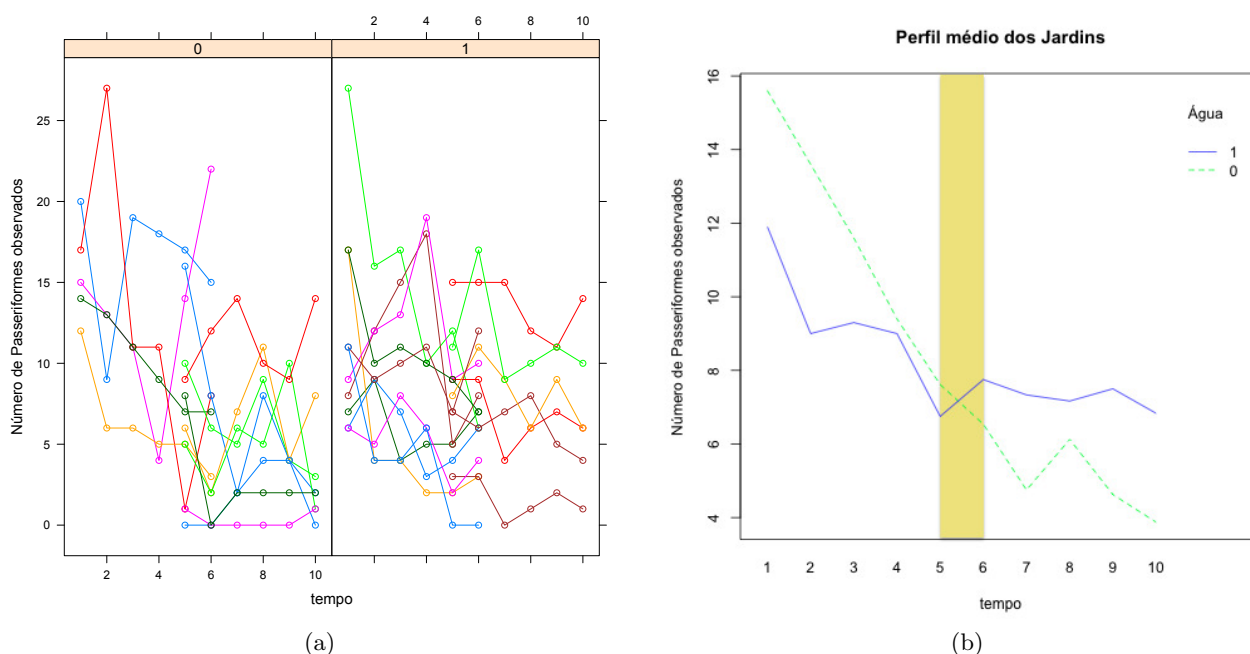 2 4 6 8 10
0 1
Número de Passeriformes observados
25
20
15
10
5
0
2 4 6 8 10
tempo
(a)
Perfil médio dos Jardins
Número de Passeriformes observados
16
14
12
10
8
6
4
Água
1
0
1 2 3 4 5 6 7 8 9 10
tempo
(b)